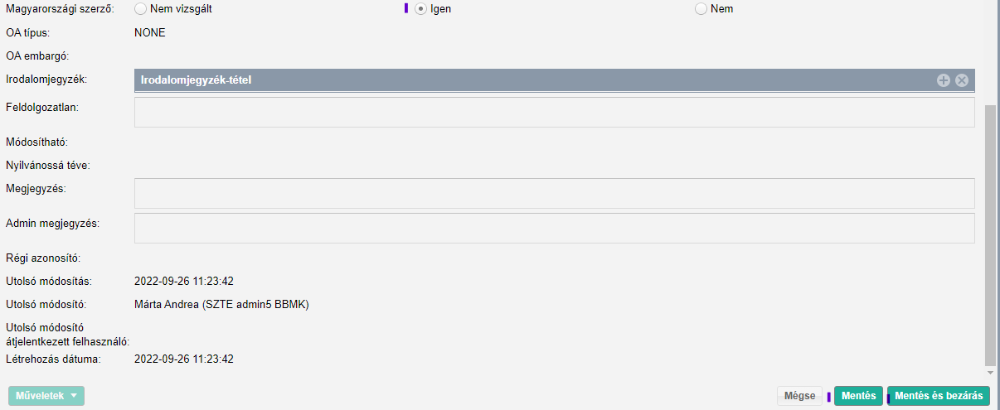 Magyarországi szerző: Nem vizsgált Igen Nem
OA típus: NONE
OA embargó:
Irodalomjegyzék: Irodalomjegyzék-tétel
Feldolgozatlan:
Módosítható:
Nyilvánossá téve:
Megjegyzés:
Admin megjegyzés:
Régi azonosító:
Utolsó módosítás: 2022-09-26 11:23:42
Utolsó módosító: Márta Andrea (SZTE admin5 BBMK)
Utolsó módosító
átjelentkezett felhasználó:
Létrehozás dátuma: 2022-09-26 11:23:42
Műveletek Mégse Mentés Mentés és bezárás